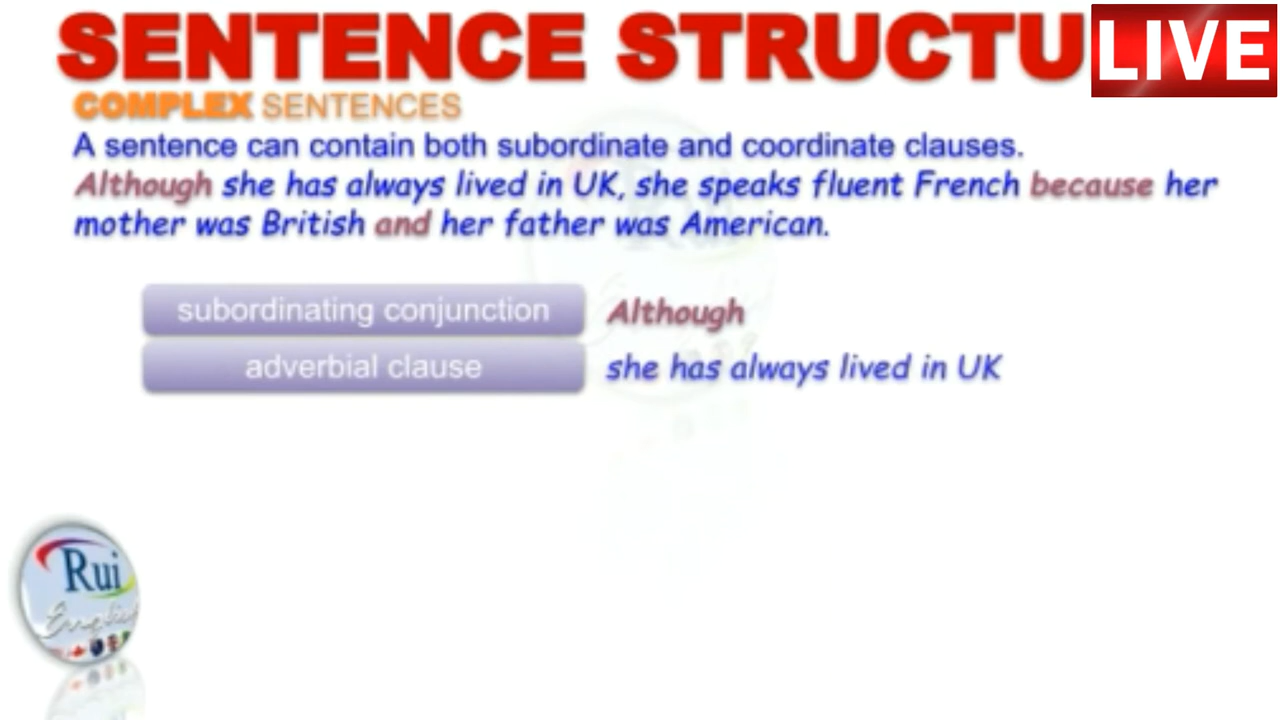 SENTENCE STRUCTU
LIVE
COMPLEX SENTENCES
A sentence can contain both subordinate and coordinate clauses.
Although she has always lived in UK, she speaks fluent French because her
mother was British and her father was American.
subordinating conjunction Although
adverbial clause she has always lived in UK
Rui
English